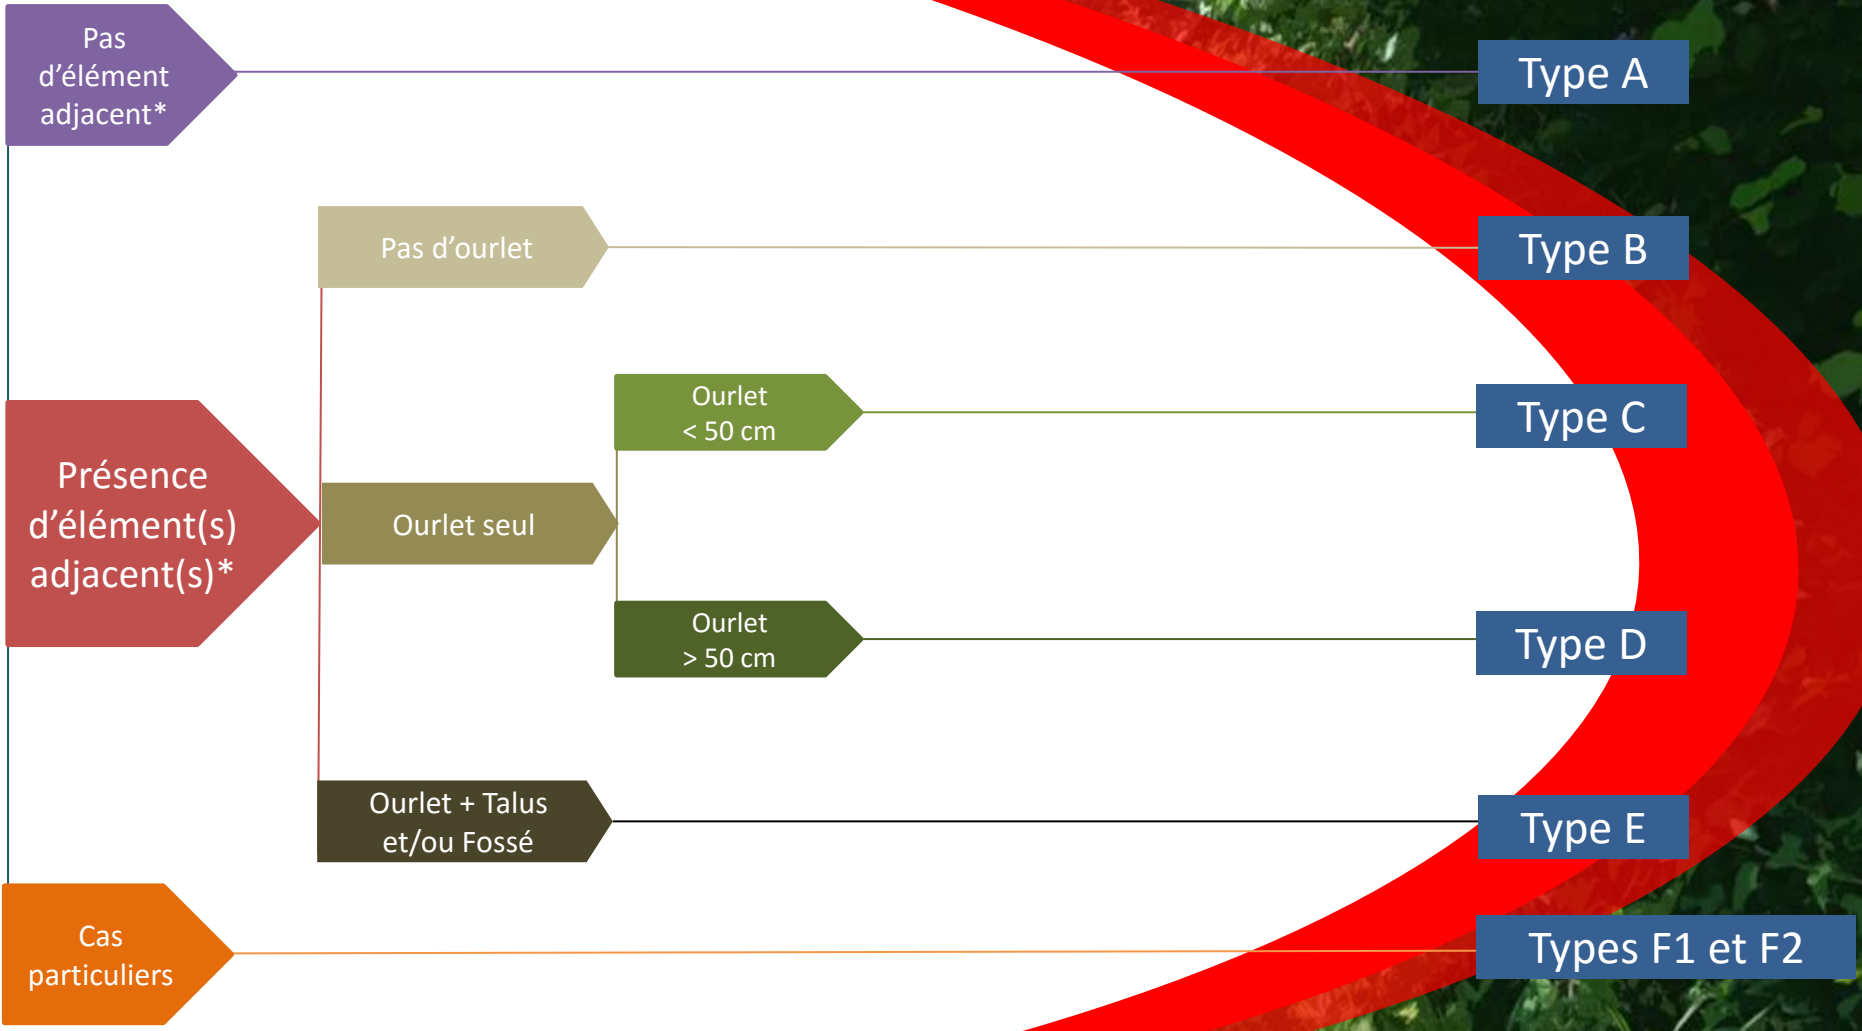 Pas
d'élément
adjacent*
Type A
Pas d'ourlet
Type B
Ourlet
< 50 cm
Type C
Présence
d'élément(s)
adjacent(s)*
Ourlet seul
Ourlet
> 50 cm
Type D
Ourlet + Talus
et/ou Fossé
Type E
Cas
particuliers
Types F1 et F2